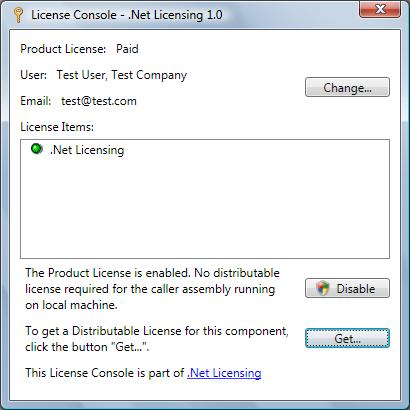 License Console - .Net Licensing 1.0
Product License: Paid
User: Test User, Test Company
Email: test@test.com
Change...
License Items:
.Net Licensing
The Product License is enabled. No distributable
license required for the caller assembly running
on local machine.
Disable
To get a Distributable License for this component,
click the button "Get...".
Get...
This License Console is part of .Net Licensing